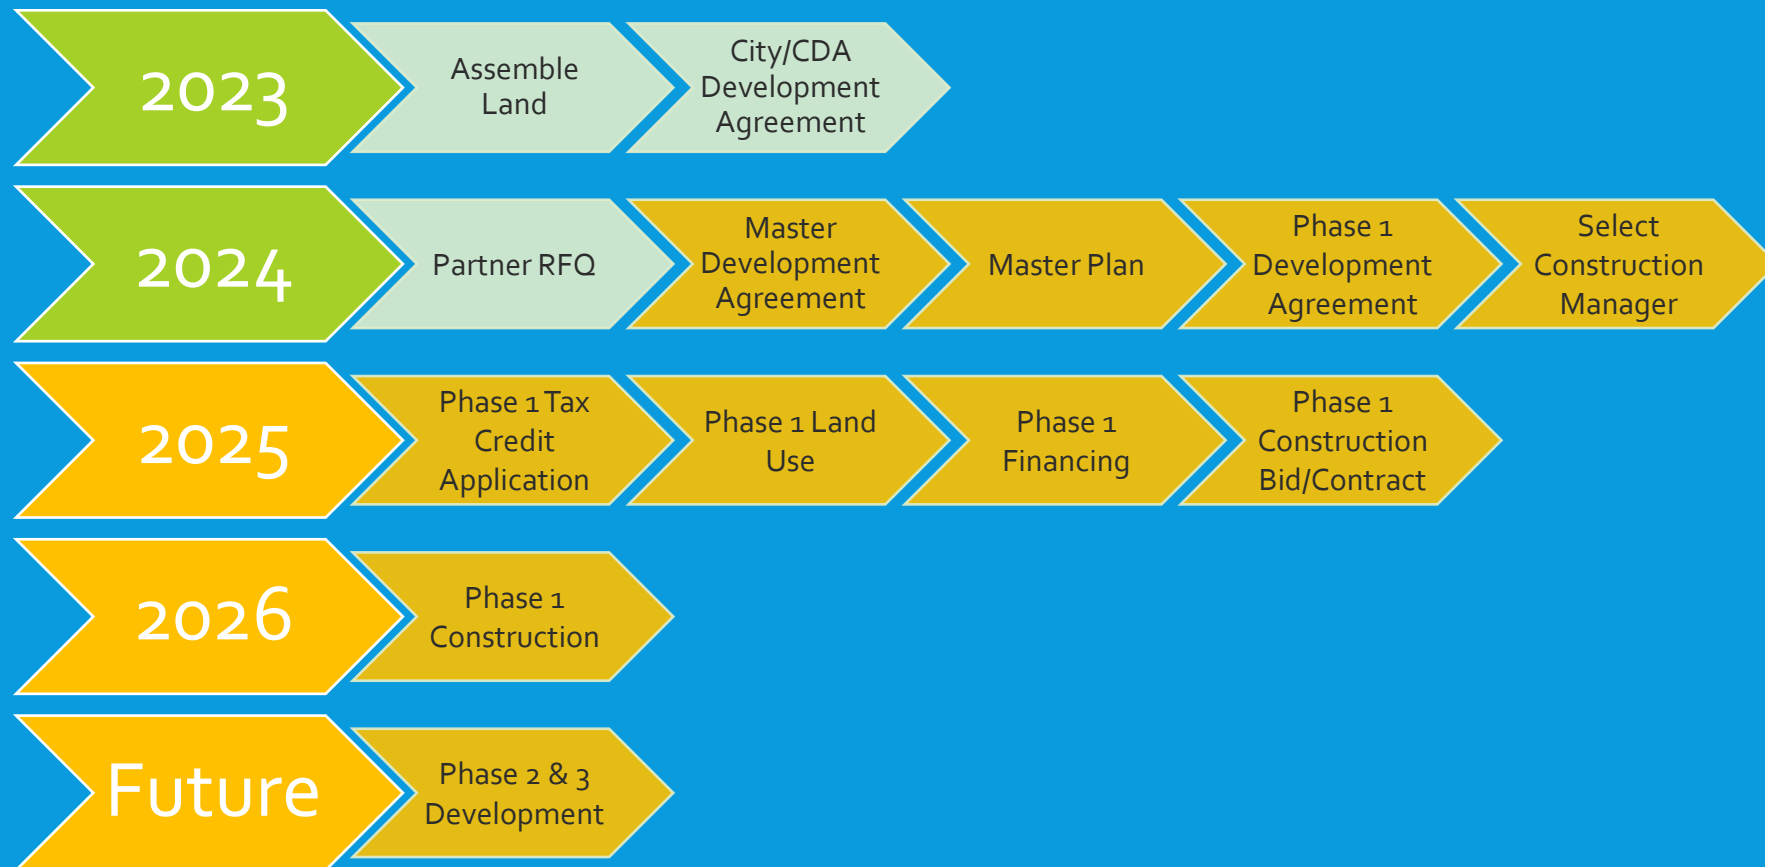 2023
Assemble
Land
City/CDA
Development
Agreement
2024
Partner RFQ
Master
Development
Agreement
Master Plan
Phase 1
Development
Agreement
Select
Construction
Manager
2025
Phase 1 Tax
Credit
Application
Phase 1 Land
Use
Phase 1
Financing
Phase 1
Construction
Bid/Contract
2026
Phase 1
Construction
Future
Phase 2 & 3
Development